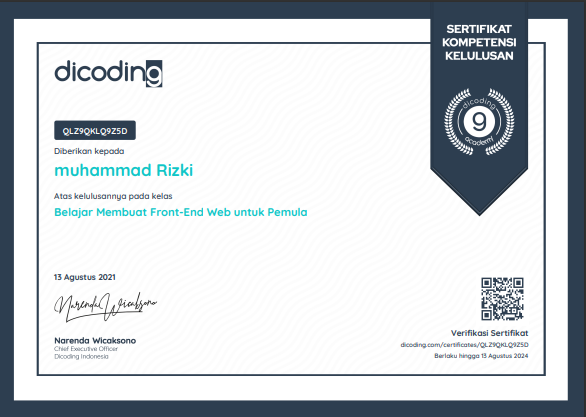 SERTIFIKAT
KOMPETENSI
KELULUSAN
dicoding
dicoding
9
academy
QLZ9QKLQ9Z5D
Diberikan kepada
muhammad Rizki
Atas kelulusannya pada kelas
Belajar Membuat Front-End Web untuk Pemula
13 Agustus 2021
Narenda Wicaksono
Narenda Wicaksono
Chief Executive Officer
Dicoding Indonesia
Verifikasi Sertifikat
dicoding.com/certificates/QLZ9QKLQ9Z5D
Berlaku hingga 13 Agustus 2024